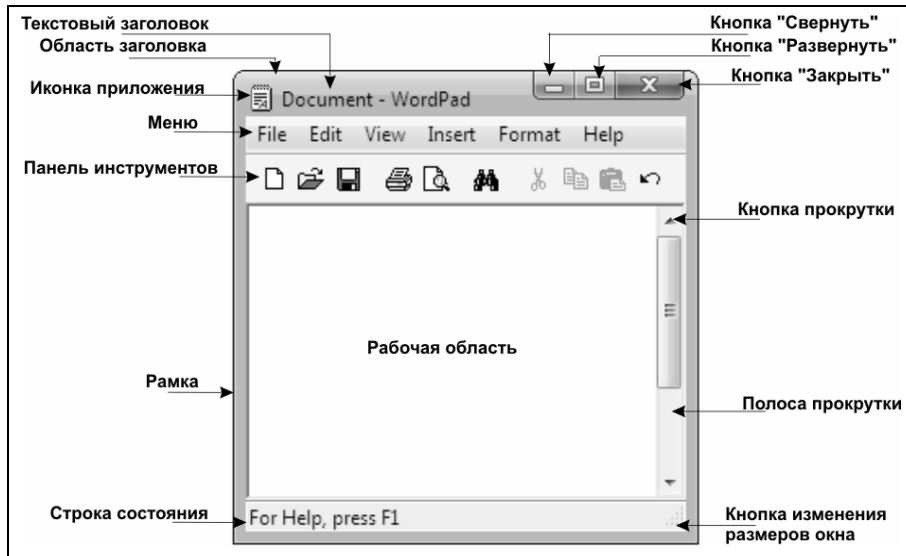 Текстовый заголовок
Кнопка "Свернуть"
Область заголовка
Кнопка "Развернуть"
Кнопка "Закрыть"
Иконка приложения
Document - WordPad
Меню
File Edit View Insert Format Help
Панель инструментов
Кнопка прокрутки
Рабочая область
Рамка
Полоса прокрутки
Строка состояния
For Help, press F1
Кнопка изменения
размеров окна